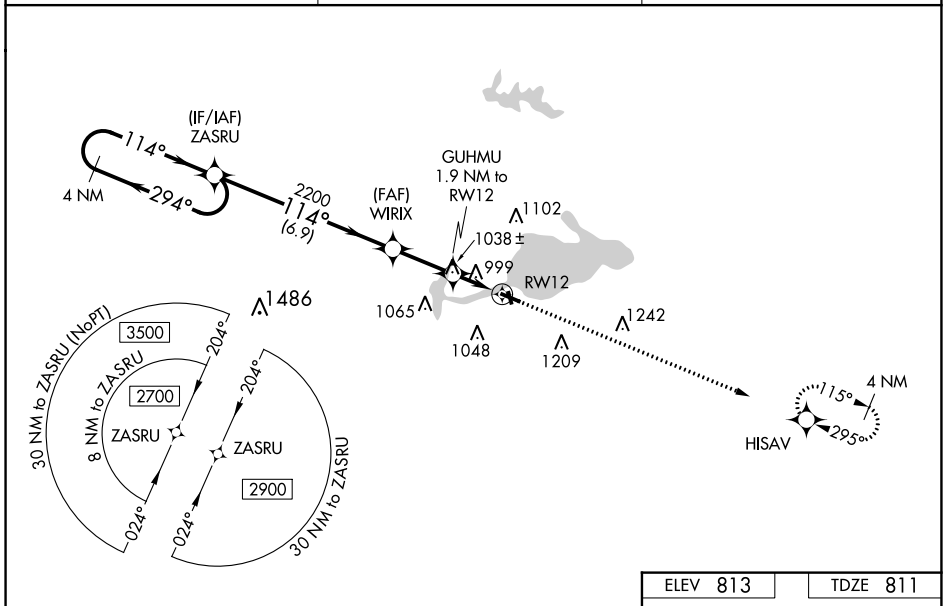 (IF/IAF)
ZASRU
114°
294°
4 NM
2200
114°
(6.9)
(FAF)
WIRIX
GUHMU
1.9 NM to
RW12
1102
1038 ±
999
RW12
1065
1048
1209
1242
1486
4 NM
115°
295°
HISAV
30 NM to ZASRU (NoPT)
3500
8 NM to ZASRU
2700
ZASRU
204°
024°
204°
ZASRU
2900
024°
30 NM to ZASRU
ELEV 813
TDZE 811